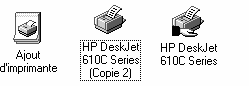 Ajout
d'imprimante
HP DeskJet
610C Series
(Copie 2)
HP DeskJet
610C Series